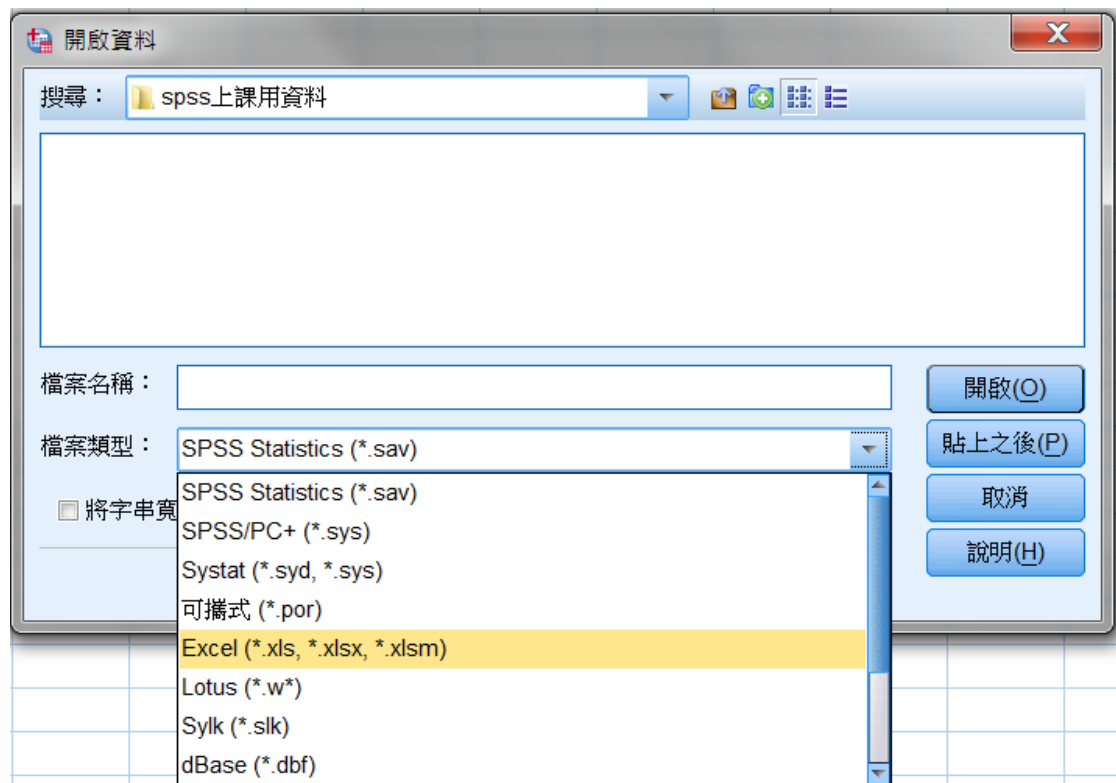 開啟資料
搜尋： spss上課用資料
檔案名稱： 開啟(O)
檔案類型： SPSS Statistics (*.sav) 貼上之後(P)
SPSS Statistics (*.sav)
將字串寬 取消
SPSS/PC+ (*.sys)
Systat (*.syd, *.sys) 說明(H)
可攜式 (*.por)
Excel (*.xls, *.xlsx, *.xlsm)
Lotus (*.w*)
Sylk (*.slk)
dBase (*.dbf)